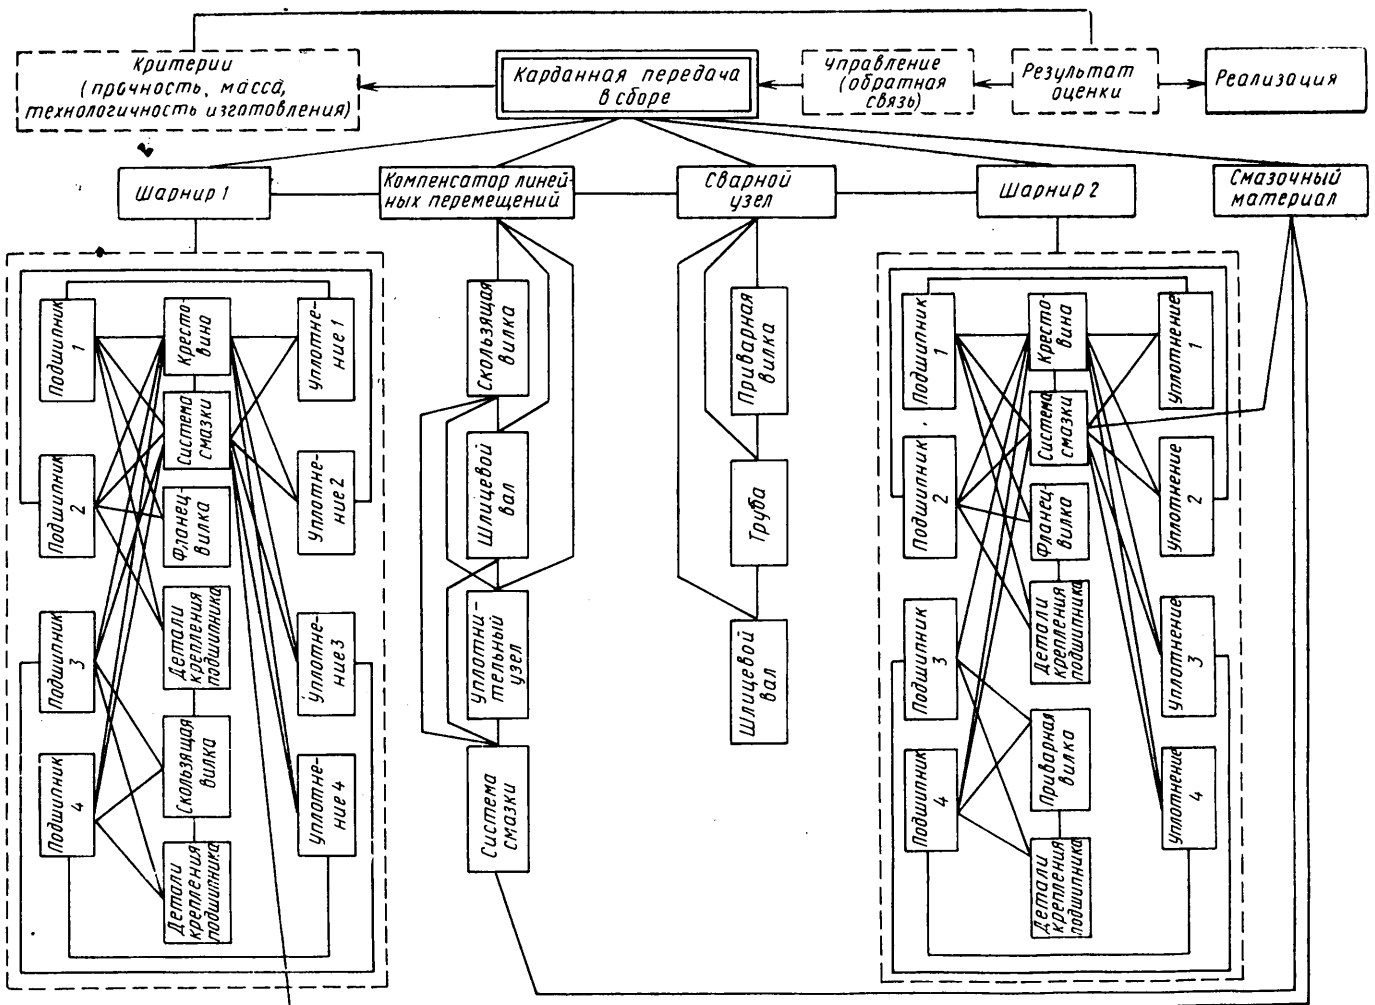 Критерии
(прочность, масса,
технологичность изготовления)
Карданная передача
в сборе
Управление
(обратная
связь)
Результат
оценки
Реализация
Шарнир 1
Компенсатор линей-
ных перемещений
Сварной
узел
Шарнир 2
Смазочный
материал
Подшипник
1
Подшипник
2
Подшипник
3
Подшипник
4
Кресто-
вина
Система
смазки
Фланец-
вилка
Детали
крепления
подшипника
Скользящая
вилка
Детали
крепления
подшипника
Уплотне-
ние 1
Уплотне-
ние 2
Уплотне-
ние 3
Уплотне-
ние 4
Скользящая
вилка
Шлицевой
вал
Уплотни-
тельный
узел
Система
смазки
Приварная
вилка
Труба
Шлицевой
вал
Подшипник
1
Подшипник
2
Подшипник
3
Подшипник
4
Кресто-
вина
Система
смазки
Фланец-
вилка
Детали
крепления
подшипника
Приварная
вилка
Детали
крепления
подшипника
Уплотнение
1
Уплотнение
2
Уплотнение
3
Уплотнение
4